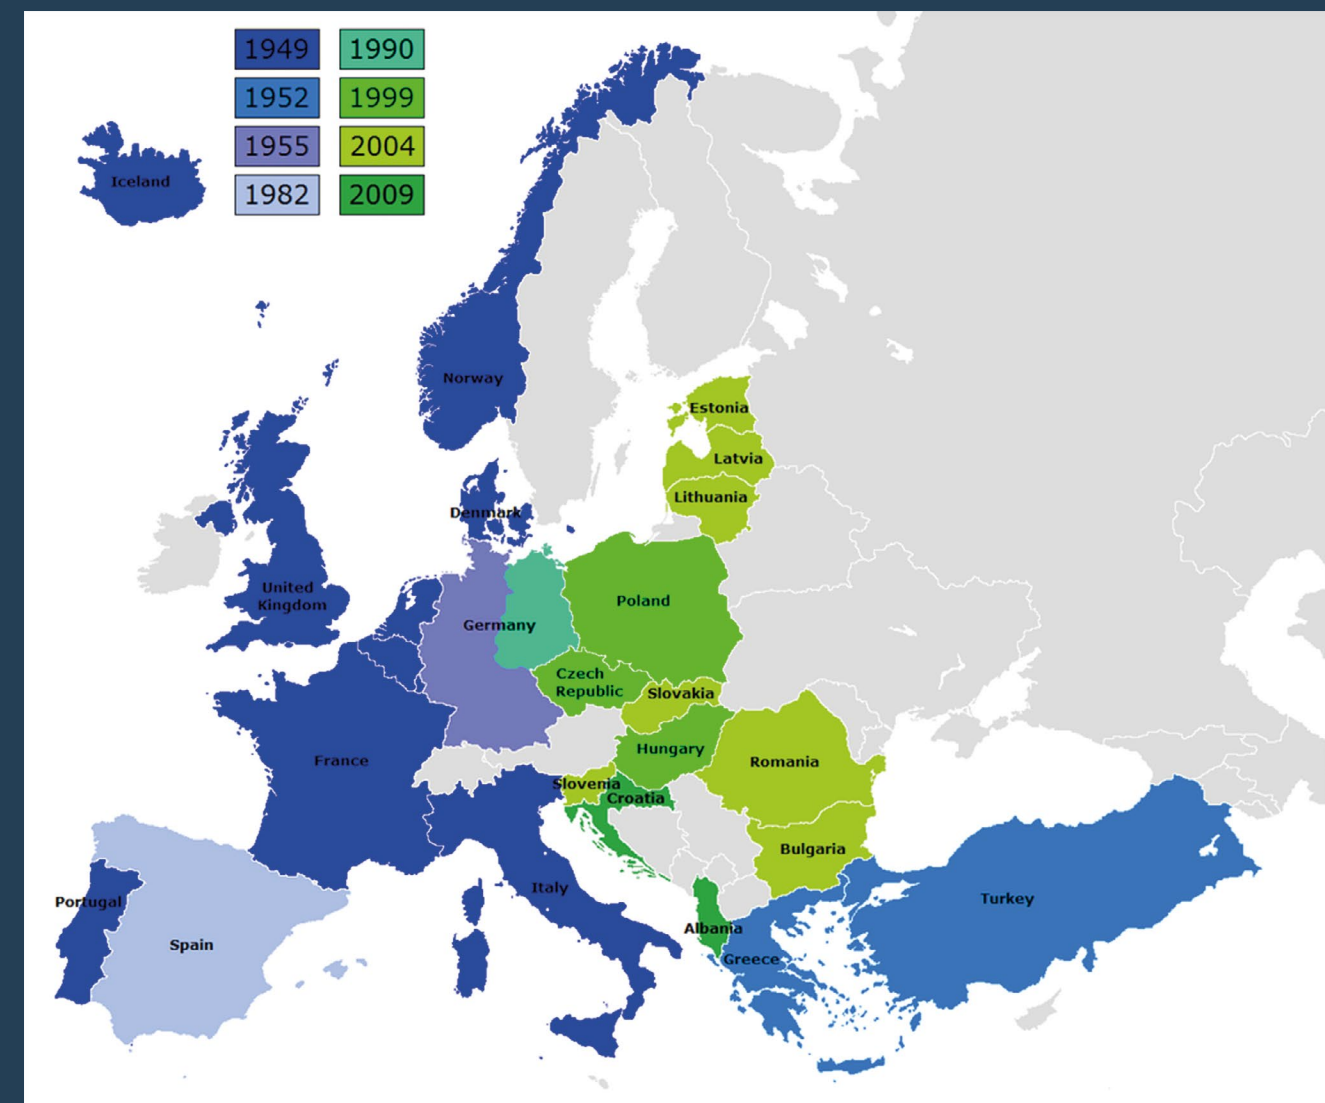 1949
1990
1952
1999
1955
2004
1982
2009
Iceland
Norway
Estonia
Latvia
Lithuania
Denmark
United
Kingdom
Poland
Germany
Czech
Republic
Slovakia
Hungary
France
Romania
Slovenia
Croatia
Bulgaria
Italy
Portugal
Turkey
Albania
Spain
Greece